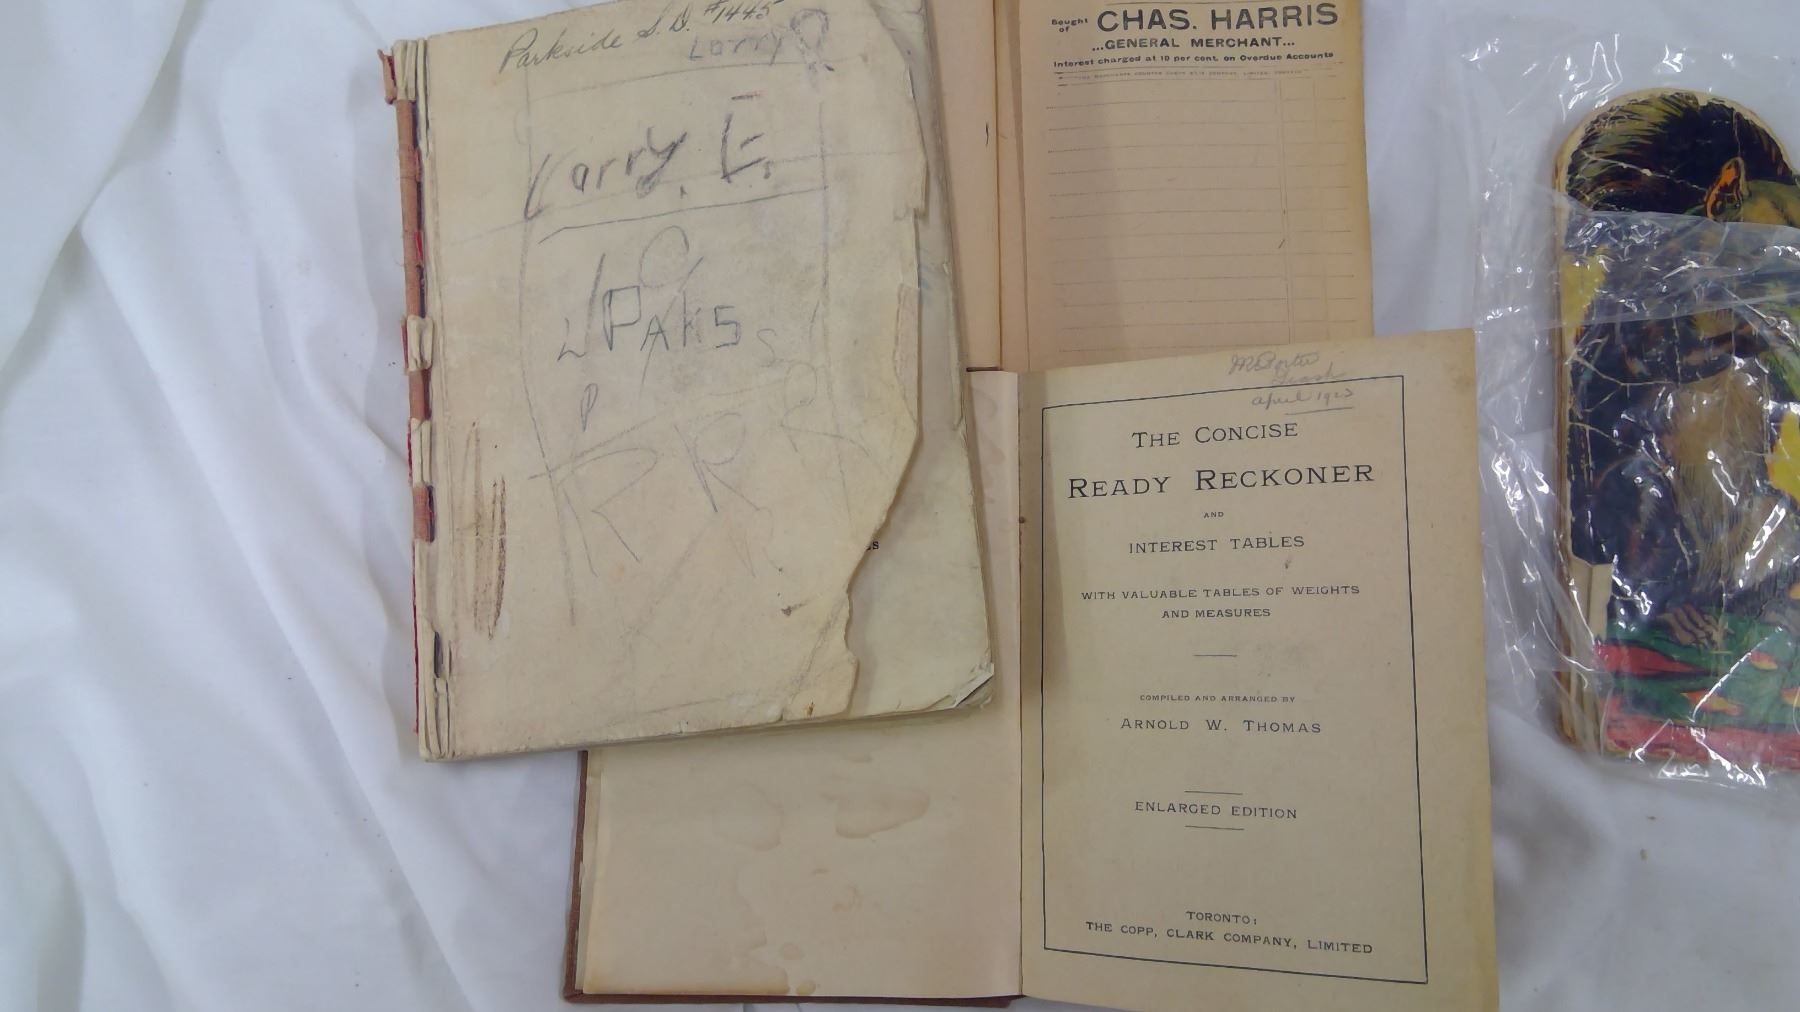 Parkside S.D. #1445
Larry
Larry. E.
L PAKS S
P
R R R
Bought of CHAS. HARRIS
...GENERAL MERCHANT...
Interest charged at 10 per cent. on Overdue Accounts
April
THE CONCISE
READY RECKONER
AND
INTEREST TABLES
WITH VALUABLE TABLES OF WEIGHTS
AND MEASURES
COMPILED AND ARRANGED BY
ARNOLD W. THOMAS
ENLARGED EDITION
TORONTO:
THE COPP, CLARK COMPANY, LIMITED